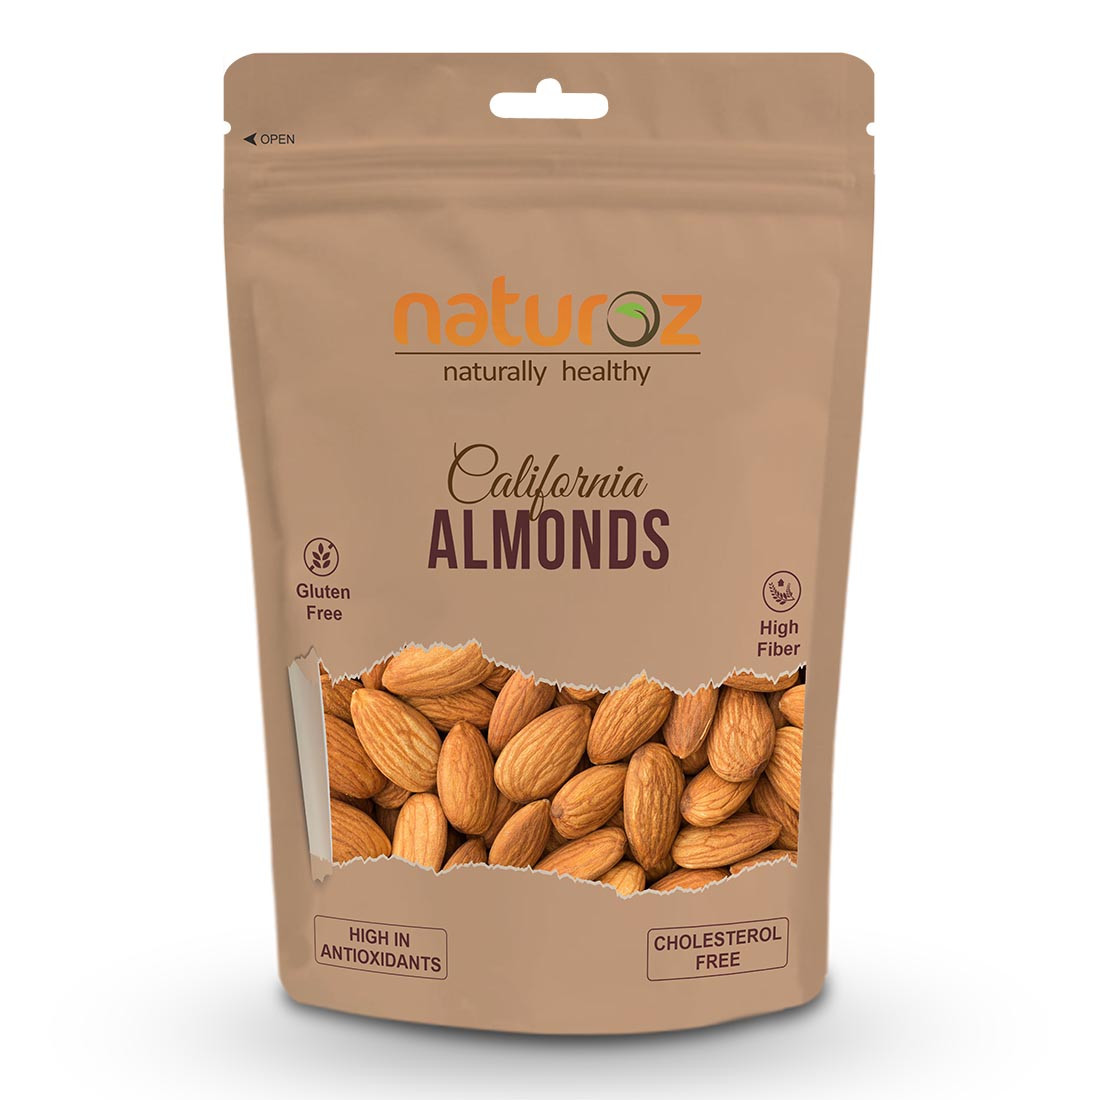 OPEN
naturoz
naturally healthy
California
ALMONDS
Gluten
Free
High
Fiber
HIGH IN
ANTIOXIDANTS
CHOLESTEROL
FREE